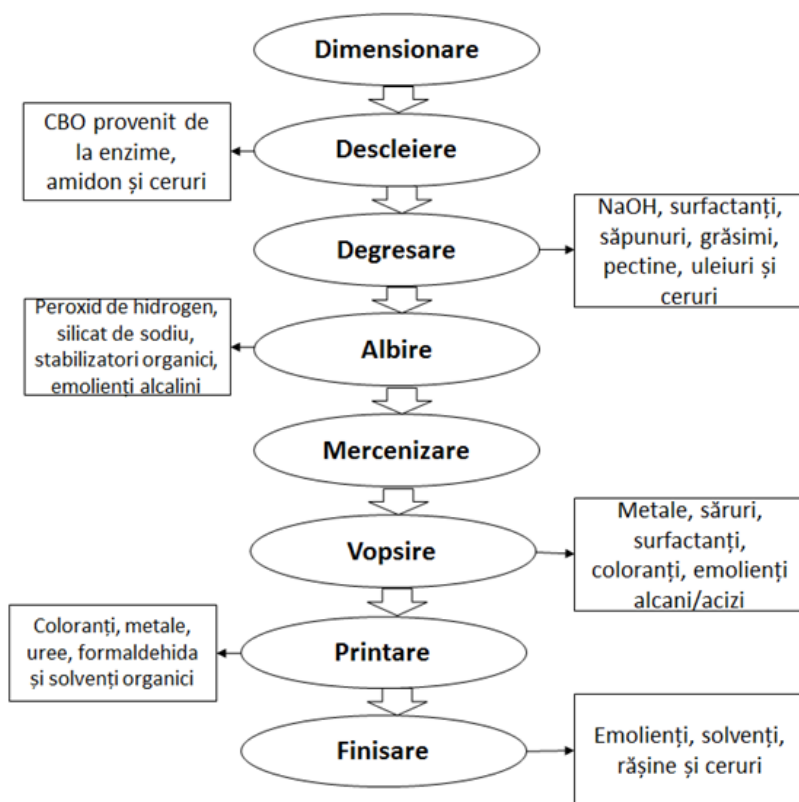 Dimensionare
CBO provenit de
la enzime,
amidon și ceruri
Descleiere
Degresare
NaOH, surfactanți,
săpunuri, grăsimi,
pectine, uleiuri și
ceruri
Peroxid de hidrogen,
silicat de sodiu,
stabilizatori organici,
emolienți alcalini
Albire
Mercenizare
Vopsire
Metale, săruri,
surfactanți,
coloranți, emolienți
alcani/acizi
Coloranți, metale,
uree, formaldehida
și solvenți organici
Printare
Finisare
Emolienți, solvenți,
rășine și ceruri